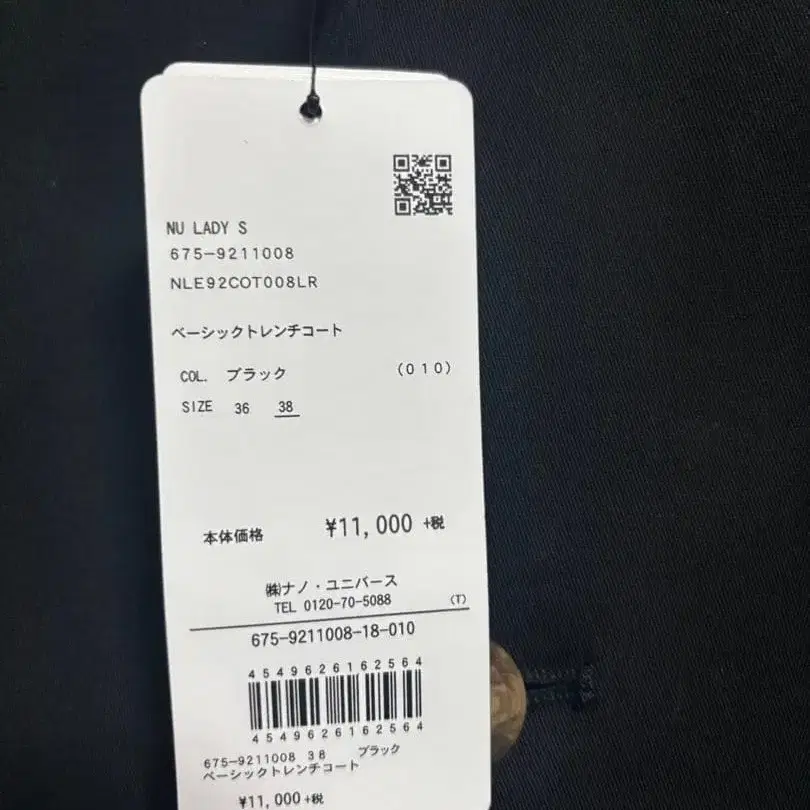 NU LADY S
675-9211008
NLE92COT008LR
ベーシックトレンチコート
COL. ブラック (010)
SIZE 36 38
本体価格 ¥11,000 +税
㈱ナノ・ユニバース
TEL 0120-70-5088 (T)
675-9211008-18-010
4549626162564
4549626162564
675-9211008 38 ブラック
ベーシックトレンチコート
¥11,000+税